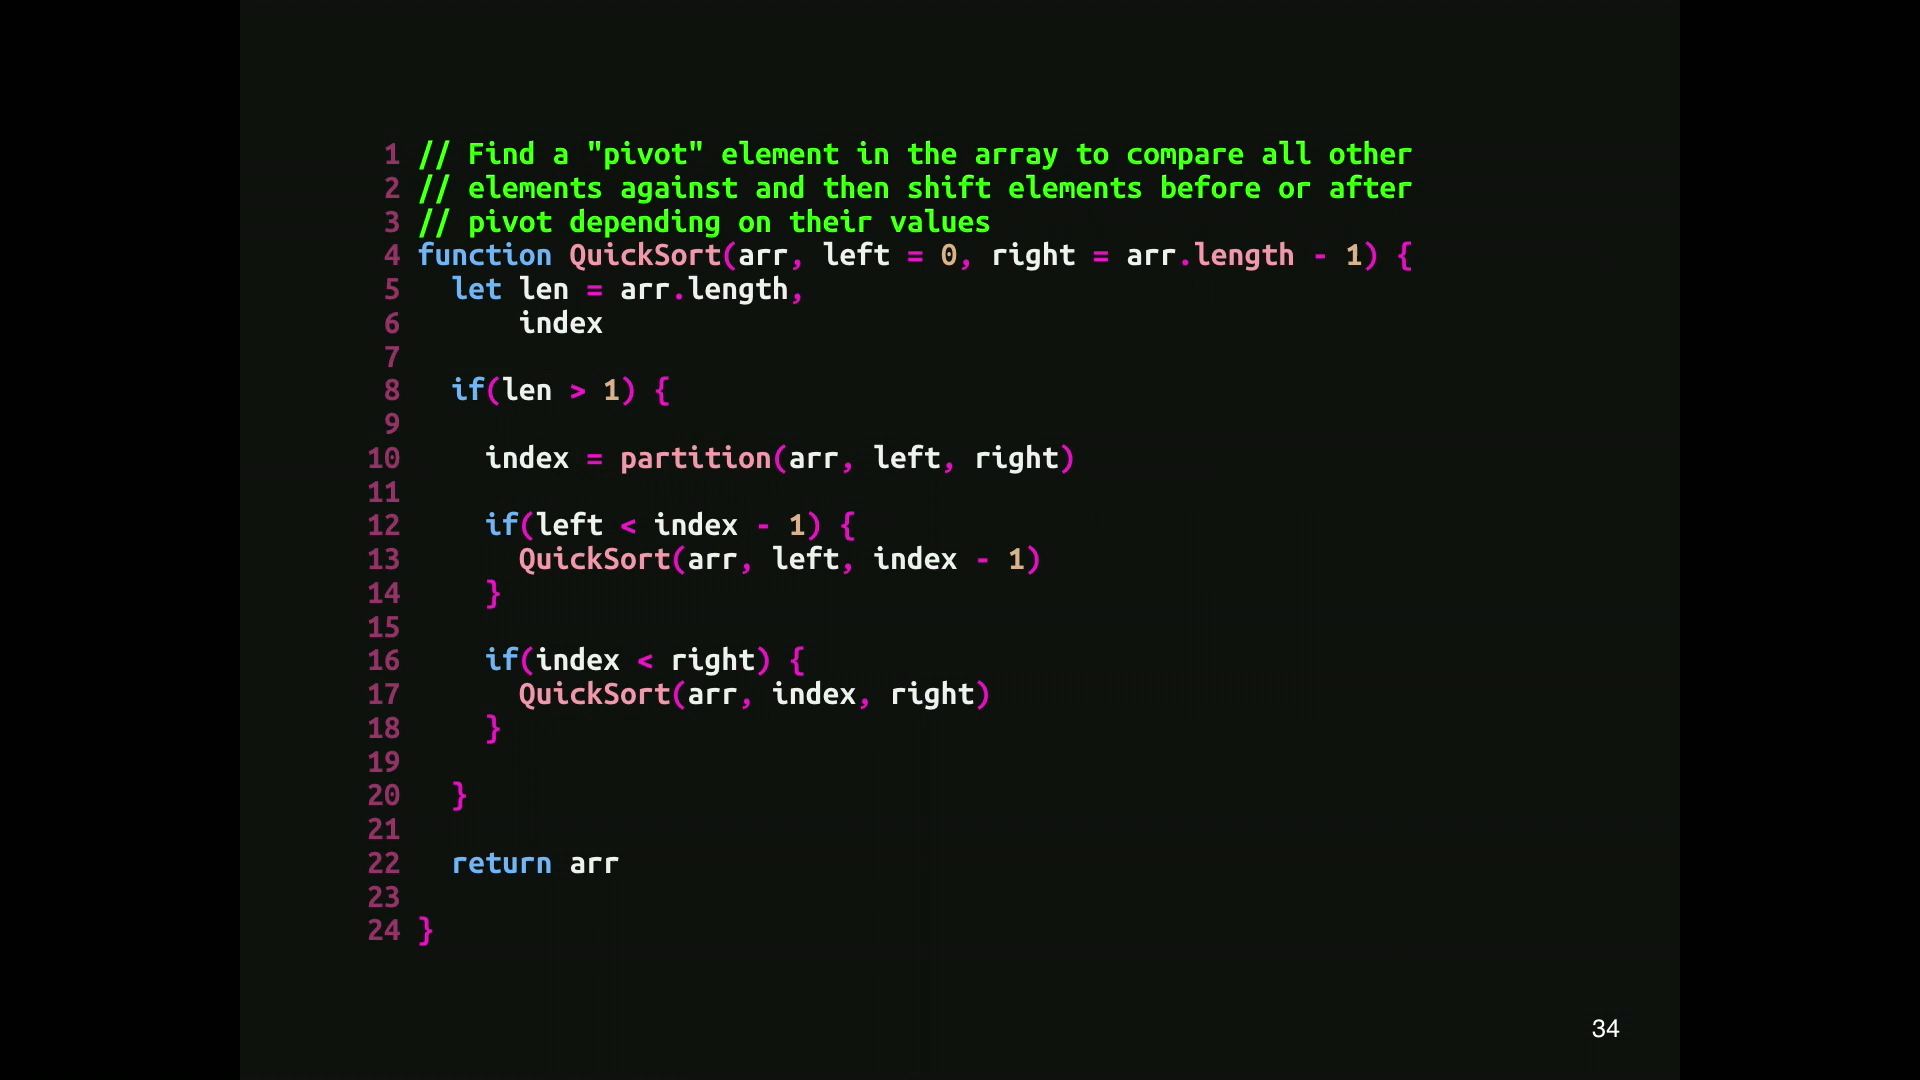 1 // Find a "pivot" element in the array to compare all other
2 // elements against and then shift elements before or after
3 // pivot depending on their values
4 function QuickSort(arr, left = 0, right = arr.length - 1) {
5   let len = arr.length,
6       index
7
8   if(len > 1) {
9
10     index = partition(arr, left, right)
11
12     if(left < index - 1) {
13       QuickSort(arr, left, index - 1)
14     }
15
16     if(index < right) {
17       QuickSort(arr, index, right)
18     }
19
20   }
21
22   return arr
23
24 }
34